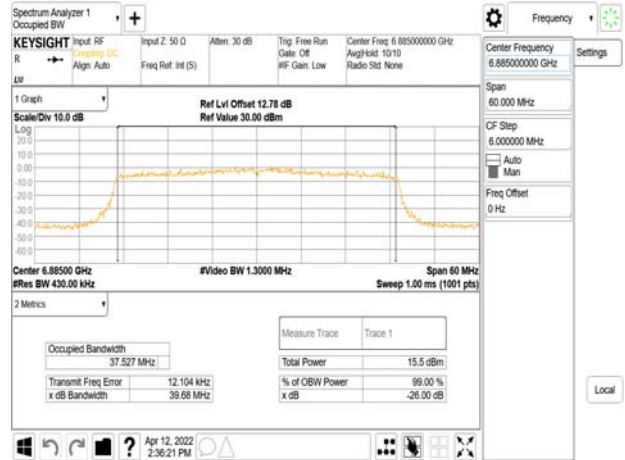 Spectrum Analyzer 1
Occupied BW
+
Frequency
KEYSIGHT
R
Input: RF
Coupling: DC
Align: Auto
Input Z: 50 Ω
Freq Ref: Int (S)
Atten: 30 dB
Trig: Free Run
Gate: Off
#IF Gain: Low
Center Freq: 6.885000000 GHz
Avg|Hold: 10/10
Radio Std: None
Center Frequency
6.885000000 GHz
Settings
Span
60.000 MHz
CF Step
6.000000 MHz
Auto
Man
Freq Offset
0 Hz
Local
1 Graph
Scale/Div 10.0 dB
Ref Lvl Offset 12.78 dB
Ref Value 30.00 dBm
Log
20.0
10.0
0.00
-10.0
-20.0
-30.0
-40.0
-50.0
-60.0
Center 6.88500 GHz
#Res BW 430.00 kHz
#Video BW 1.3000 MHz
Span 60 MHz
Sweep 1.00 ms (1001 pts)
2 Metrics
Measure Trace Trace 1
Occupied Bandwidth
37.527 MHz
Total Power 15.5 dBm
Transmit Freq Error 12.104 kHz
% of OBW Power 99.00 %
x dB Bandwidth 39.68 MHz
x dB -26.00 dB
?
Apr 12, 2022
2:36:21 PM